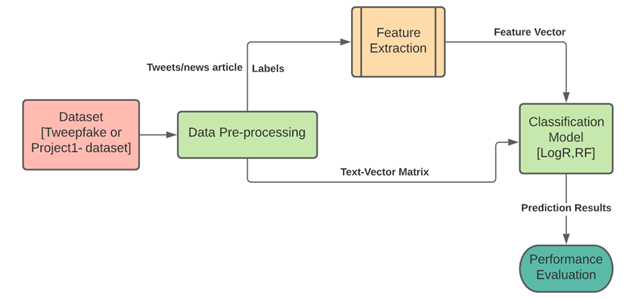 Feature
Extraction
Feature Vector
Tweets/news article
Labels
Dataset
[Tweepfake or
Project1- dataset]
Data Pre-processing
Classification
Model
[LogR,RF]
Text-Vector Matrix
Prediction Results
Performance
Evaluation